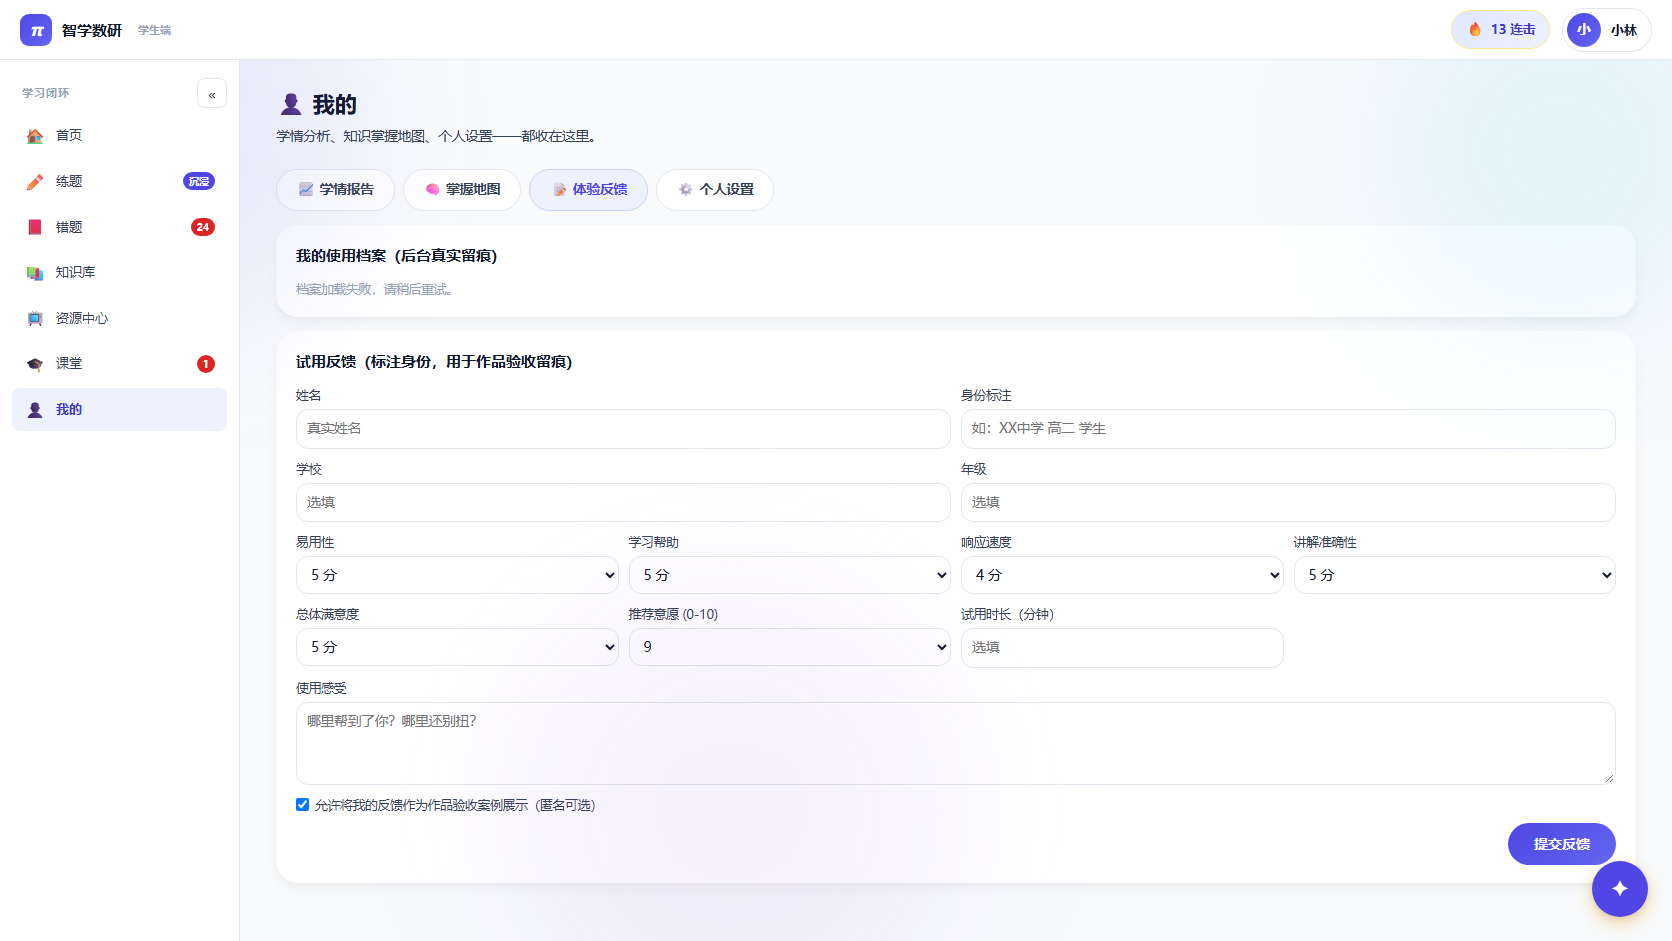 π 智学数研 学生端
🔥 13 连击
小 小林
学习闭环 «
首页
练题 沉浸
错题 24
知识库
资源中心
课堂 1
我的
我的
学情分析、知识掌握地图、个人设置——都收在这里。
学情报告 掌握地图 体验反馈 个人设置
我的使用档案（后台真实留痕）
档案加载失败，请稍后重试。
试用反馈（标注身份，用于作品验收留痕）
姓名 身份标注
真实姓名 如：XX中学 高二 学生
学校 年级
选填 选填
易用性 学习帮助 响应速度 讲解准确性
5 分 5 分 4 分 5 分
总体满意度 推荐意愿 (0-10) 试用时长（分钟）
5 分 9 选填
使用感受
哪里帮到了你？哪里还别扭？
允许将我的反馈作为作品验收案例展示（匿名可选）
提交反馈